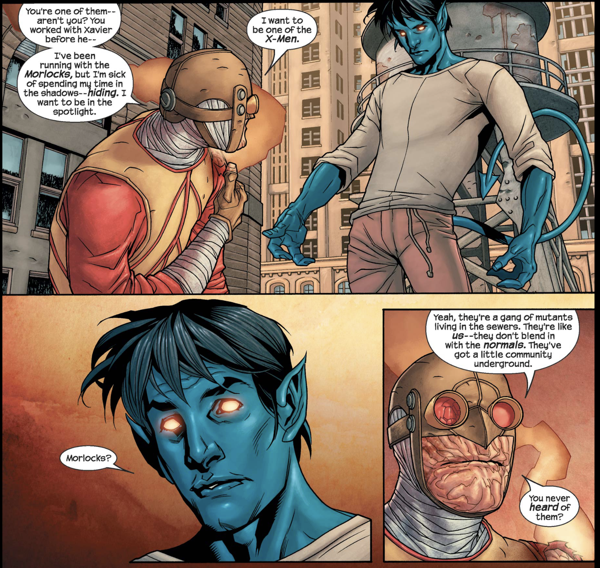 You're one of them--
aren't you? You
worked with Xavier
before he--
I've been
running with the
Morlocks, but I'm sick
of spending my time in
the shadows--hiding. I
want to be in the
spotlight.
I want to
be one of the
X-Men.
Morlocks?
Yeah, they're a gang of mutants
living in the sewers. They're like
us--they don't blend in
with the normals. They've
got a little community
underground.
You never
heard of
them?